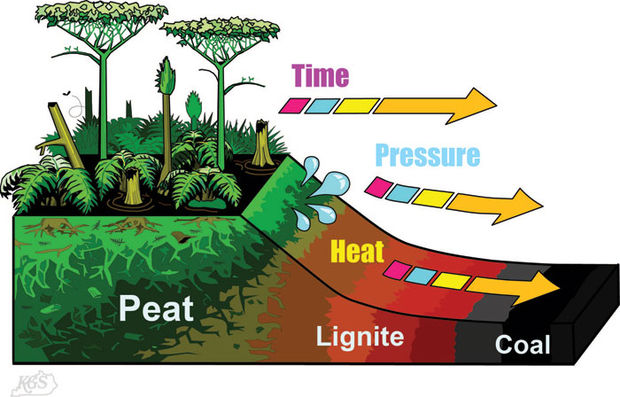 Time
Pressure
Heat
Peat
Lignite
Coal
KGS